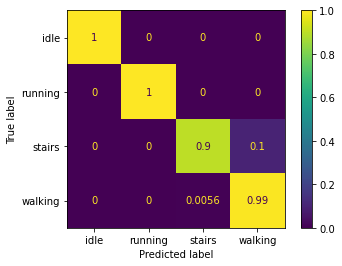 idle 1 0 0 0
running 0 1 0 0
stairs 0 0 0.9 0.1
walking 0 0 0.0056 0.99
idle running stairs walking
Predicted label
True label
1.0
0.8
0.6
0.4
0.2
0.0